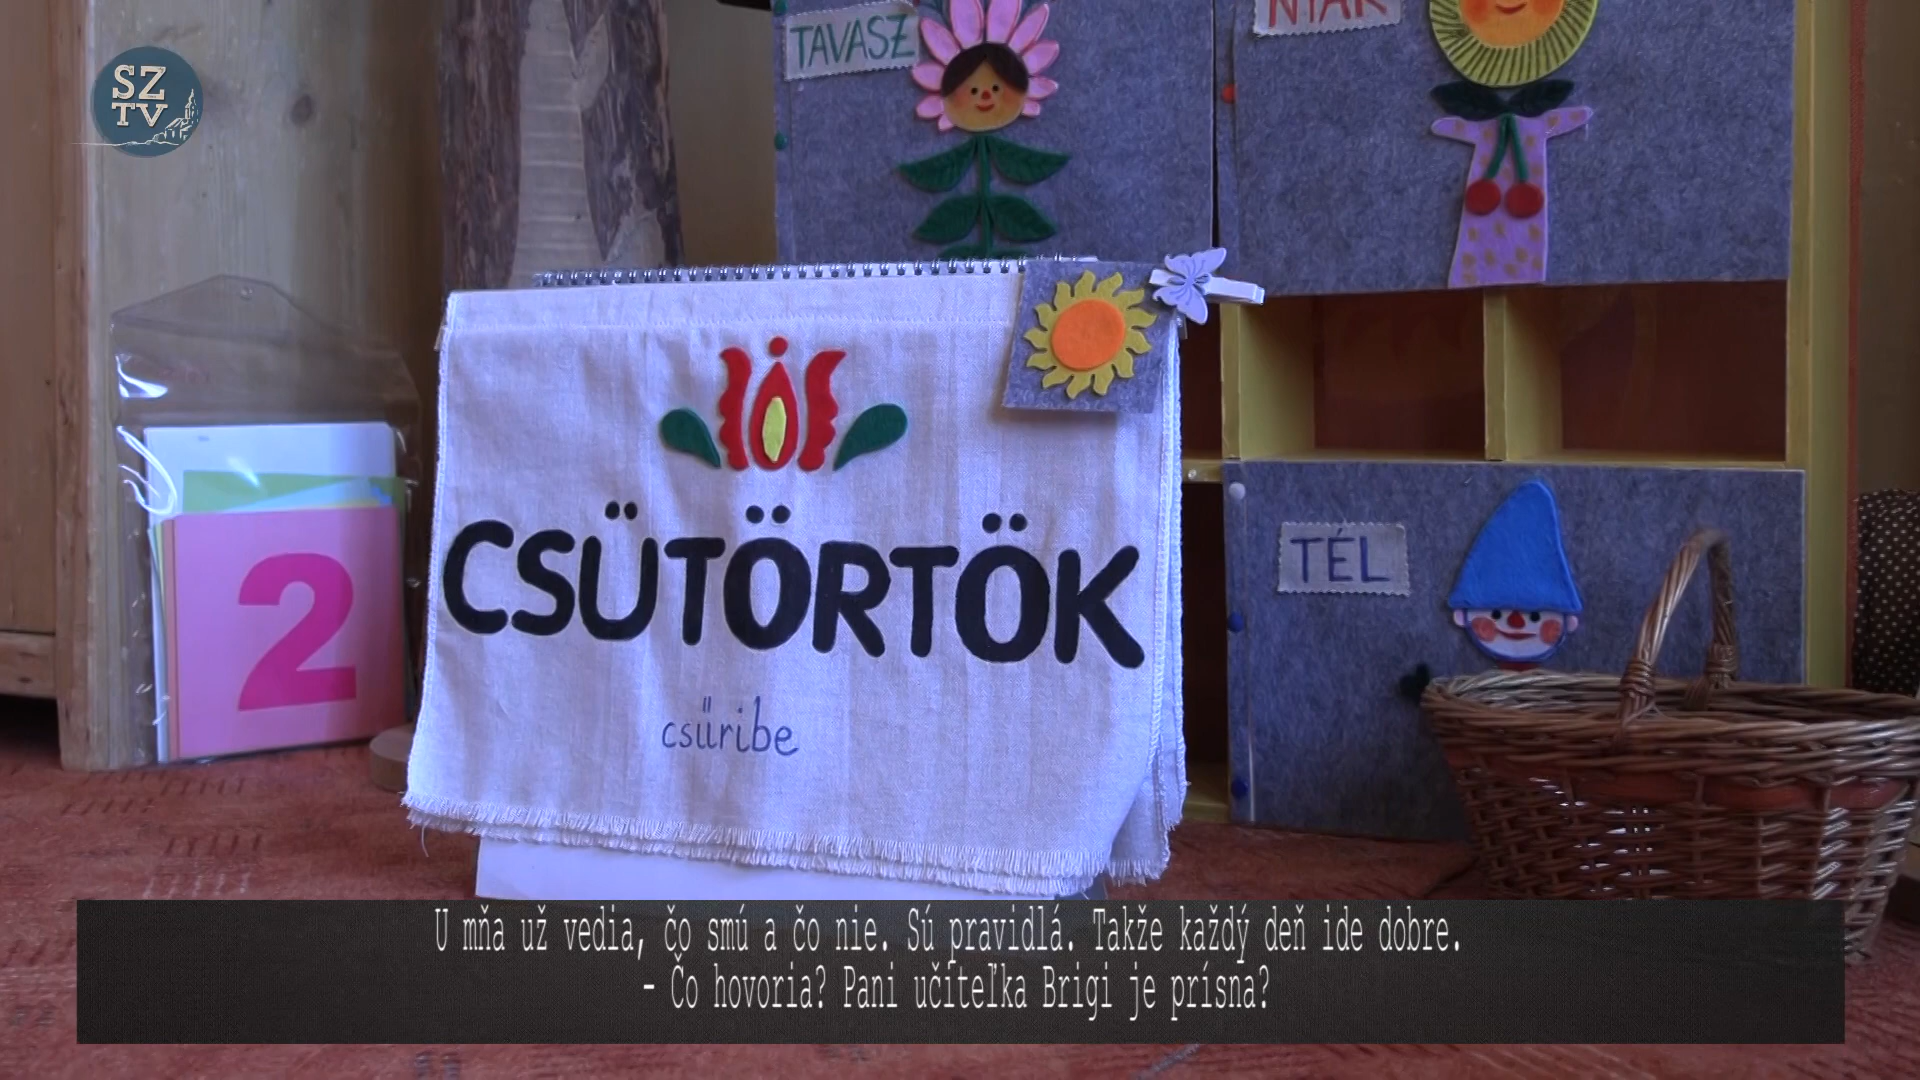 SZ
TV
TAVASZ
NYÁR
2
CSÜTÖRTÖK
csüribe
TÉL
U mňa už vedia, čo smú a čo nie. Sú pravidlá. Takže každý deň ide dobre.
- Čo hovoria? Pani učiteľka Brigi je prísna?